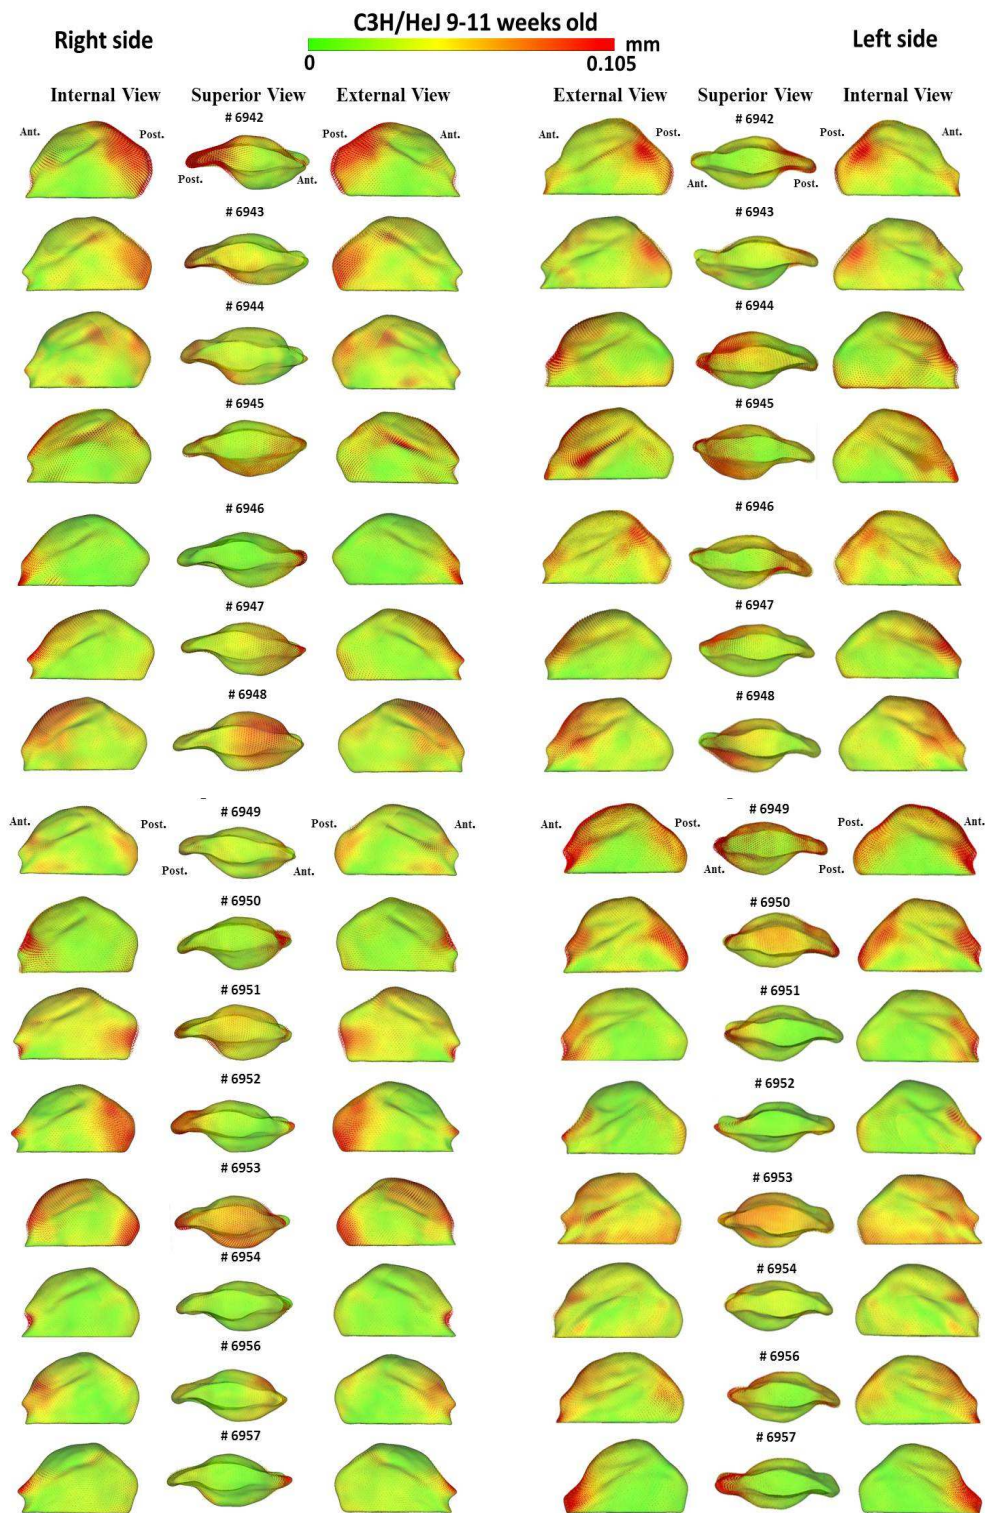 C3H/HeJ 9-11 weeks old
Right side
mm
Left side
0
0.105
Internal View Superior View External View
External View Superior View Internal View
# 6942
# 6942
Ant. Post. Post. Ant.
Ant. Post. Post. Ant.
Post. Ant.
Ant. Post.
# 6943
# 6943
# 6944
# 6944
# 6945
# 6945
# 6946
# 6946
# 6947
# 6947
# 6948
# 6948
# 6949
# 6949
Ant. Post. Post. Ant.
Ant. Post. Post. Ant.
Post. Ant.
Ant. Post.
# 6950
# 6950
# 6951
# 6951
# 6952
# 6952
# 6953
# 6953
# 6954
# 6954
# 6956
# 6956
# 6957
# 6957